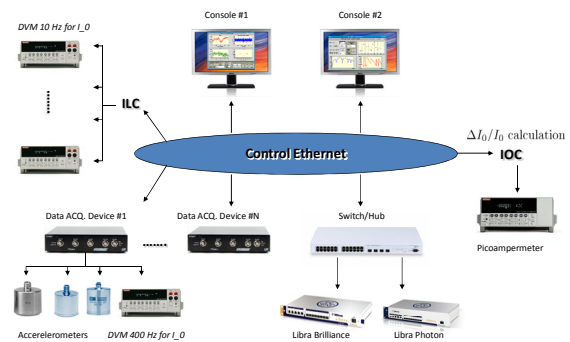 Console #1
Console #2
DVM 10 Hz for I_0
ILC
ΔI₀/I₀ calculation
IOC
Control Ethernet
Data ACQ. Device #1
Data ACQ. Device #N
Switch/Hub
Picoampermeter
Accerelerometers
DVM 400 Hz for I_0
Libra Brilliance
Libra Photon